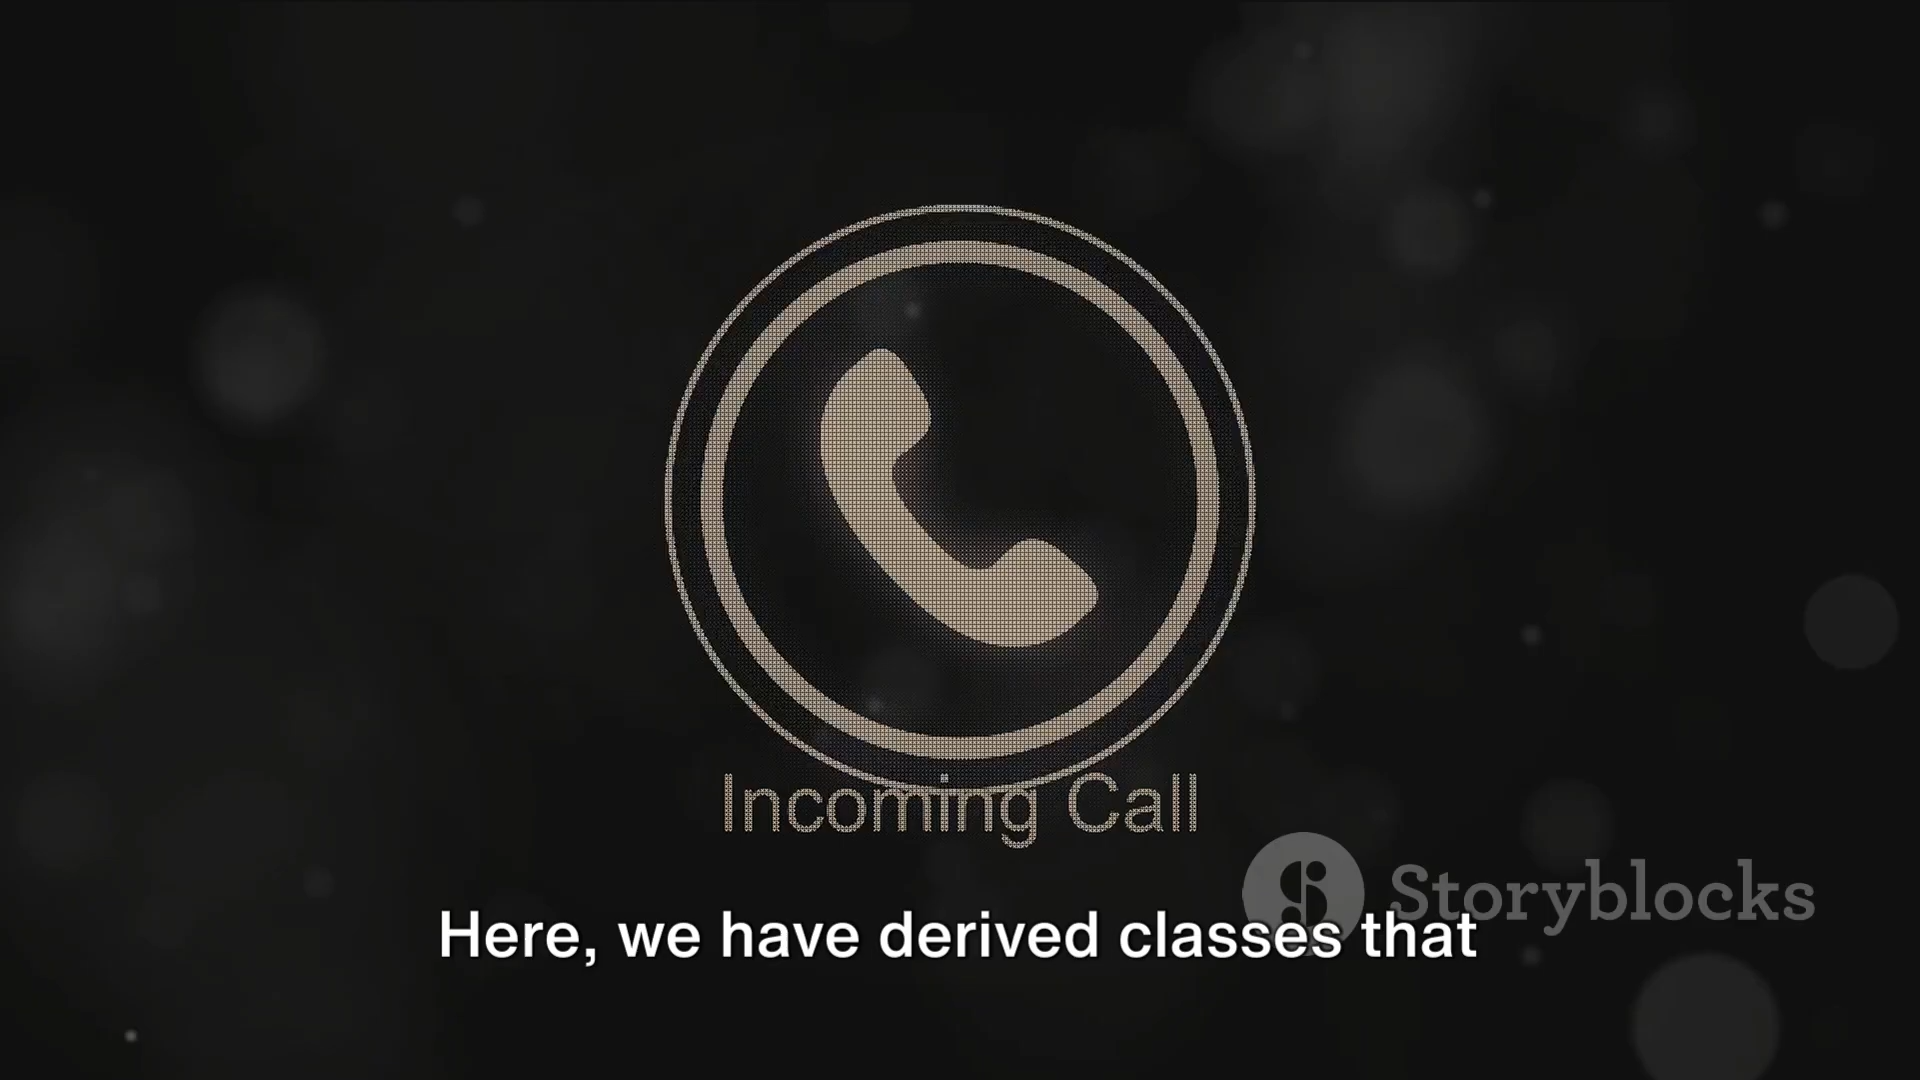 Incoming Call
Storyblocks
Here, we have derived classes that